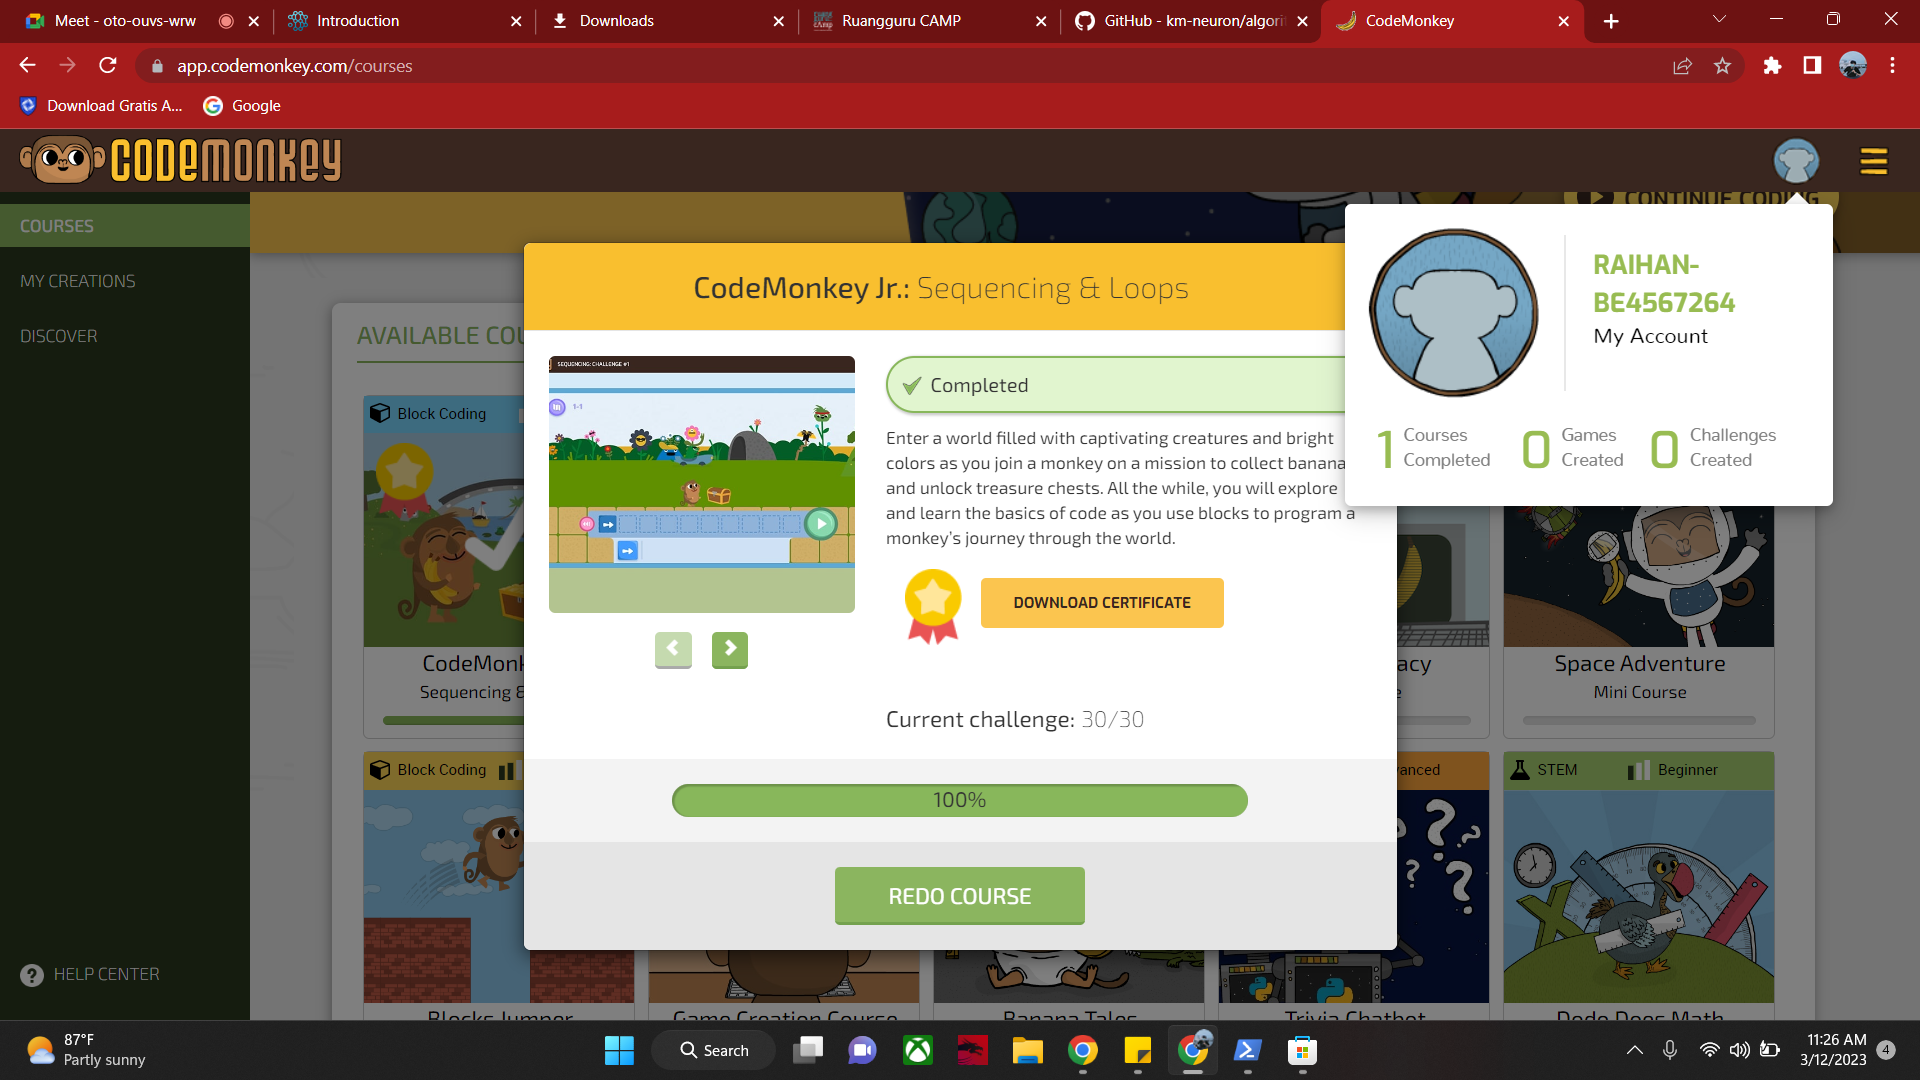 Meet - oto-ouvs-wrw
Introduction
Downloads
Ruangguru CAMP
GitHub - km-neuron/algori
CodeMonkey
app.codemonkey.com/courses
Download Gratis A...
Google
CODEMONKEY
CONTINUE CODING
COURSES
MY CREATIONS
DISCOVER
HELP CENTER
AVAILABLE COU
CodeMonkey Jr.: Sequencing & Loops
SEQUENCING: CHALLENGE #1
1-1
Completed
Enter a world filled with captivating creatures and bright
colors as you join a monkey on a mission to collect banana
and unlock treasure chests. All the while, you will explore
and learn the basics of code as you use blocks to program a
monkey's journey through the world.
DOWNLOAD CERTIFICATE
Current challenge: 30/30
100%
REDO COURSE
RAIHAN-
BE4567264
My Account
1 Courses Completed
0 Games Created
0 Challenges Created
Block Coding
CodeMonk
Sequencing &
acy
Space Adventure
Mini Course
Block Coding
anced
STEM
Beginner
Blocks Jumper
Game Creation Course
Banana Tales
Trivia Chatbot
Dodo Does Math
87°F
Partly sunny
Search
11:26 AM
3/12/2023
4